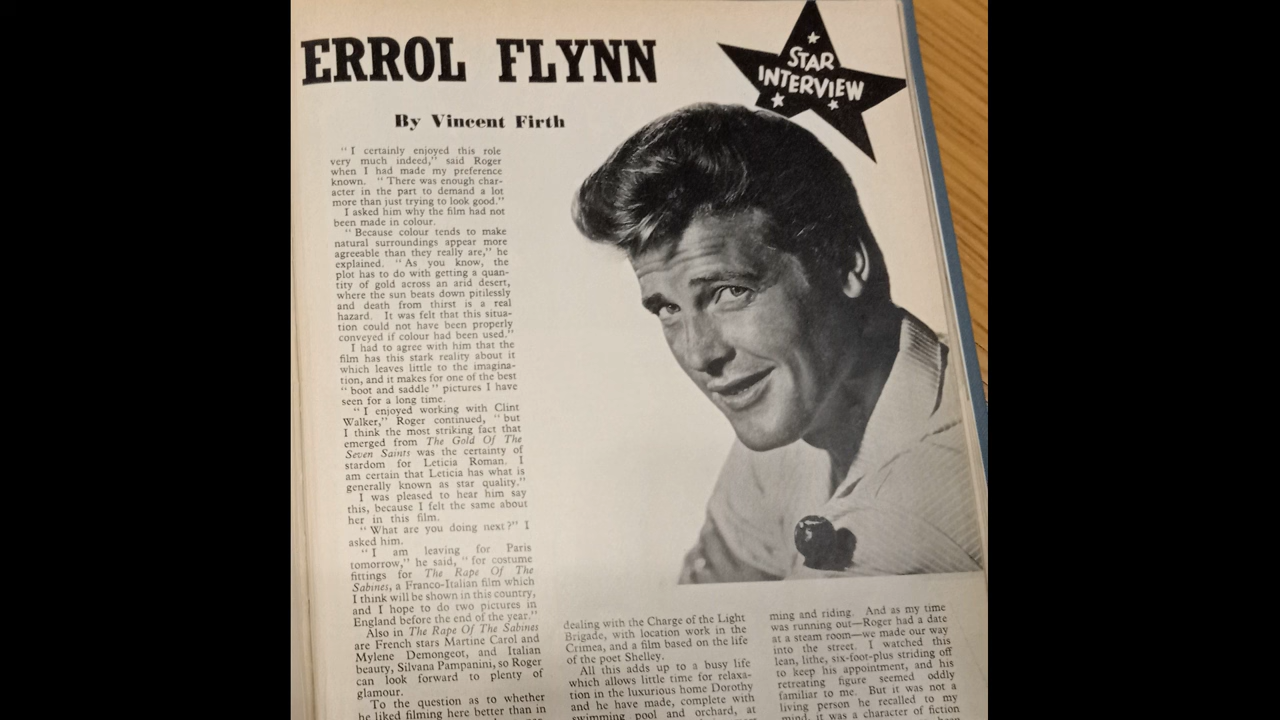 ERROL FLYNN
STAR
INTERVIEW
By Vincent Firth
“ I certainly enjoyed this role
very much indeed,” said Roger
when I had made my preference
known. “ There was enough char-
acter in the part to demand a lot
more than just trying to look good.”
I asked him why the film had not
been made in colour.
“ Because colour tends to make
natural surroundings appear more
agreeable than they really are,” he
explained. “ As you know, the
plot has to do with getting a quan-
tity of gold across an arid desert,
where the sun beats down pitilessly
and death from thirst is a real
hazard. It was felt that this situa-
tion could not have been properly
conveyed if colour had been used.”
I had to agree with him that the
film has this stark reality about it
which leaves little to the imagina-
tion, and it makes for one of the best
“ boot and saddle ” pictures I have
seen for a long time.
“ I enjoyed working with Clint
Walker,” Roger continued, “ but
I think the most striking fact that
emerged from The Gold Of The
Seven Saints was the certainty of
stardom for Leticia Roman. I
am certain that Leticia has what is
generally known as star quality.”
I was pleased to hear him say
this, because I felt the same about
her in this film.
“ What are you doing next ?” I
asked him.
“ I am leaving for Paris
tomorrow,” he said, “ for costume
fittings for The Rape Of The
Sabines, a Franco-Italian film which
I think will be shown in this country,
and I hope to do two pictures in
England before the end of the year.”
Also in The Rape Of The Sabines
are French stars Martine Carol and
Mylene Demongeot, and Italian
beauty, Silvana Pampanini, so Roger
can look forward to plenty of
glamour.
To the question as to whether
he liked filming here better than in
dealing with the Charge of the Light
Brigade, with location work in the
Crimea, and a film based on the life
of the poet Shelley.
All this adds up to a busy life
which allows little time for relaxa-
tion in the luxurious home Dorothy
and he have made, complete with
swimming pool and orchard, at
ming and riding. And as my time
was running out—Roger had a date
at a steam room—we made our way
into the street. I watched this
lean, lithe, six-foot-plus striding off
to keep his appointment, and his
retreating figure seemed oddly
familiar to me. But it was not a
living person he recalled to my
mind, it was a character of fiction